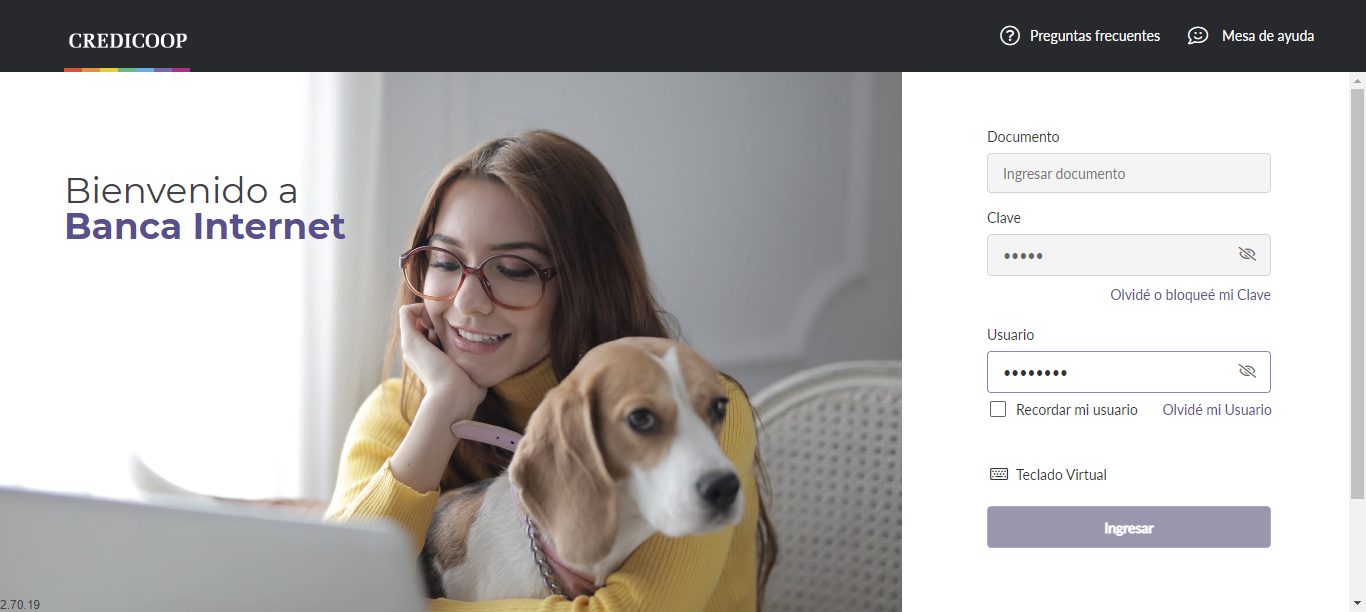 CREDICOOP
Preguntas frecuentes
Mesa de ayuda
Bienvenido a
Banca Internet
Documento
Ingresar documento
Clave
•••••
Olvidé o bloqueé mi Clave
Usuario
••••••••
Recordar mi usuario
Olvidé mi Usuario
Teclado Virtual
Ingresar
2.70.19